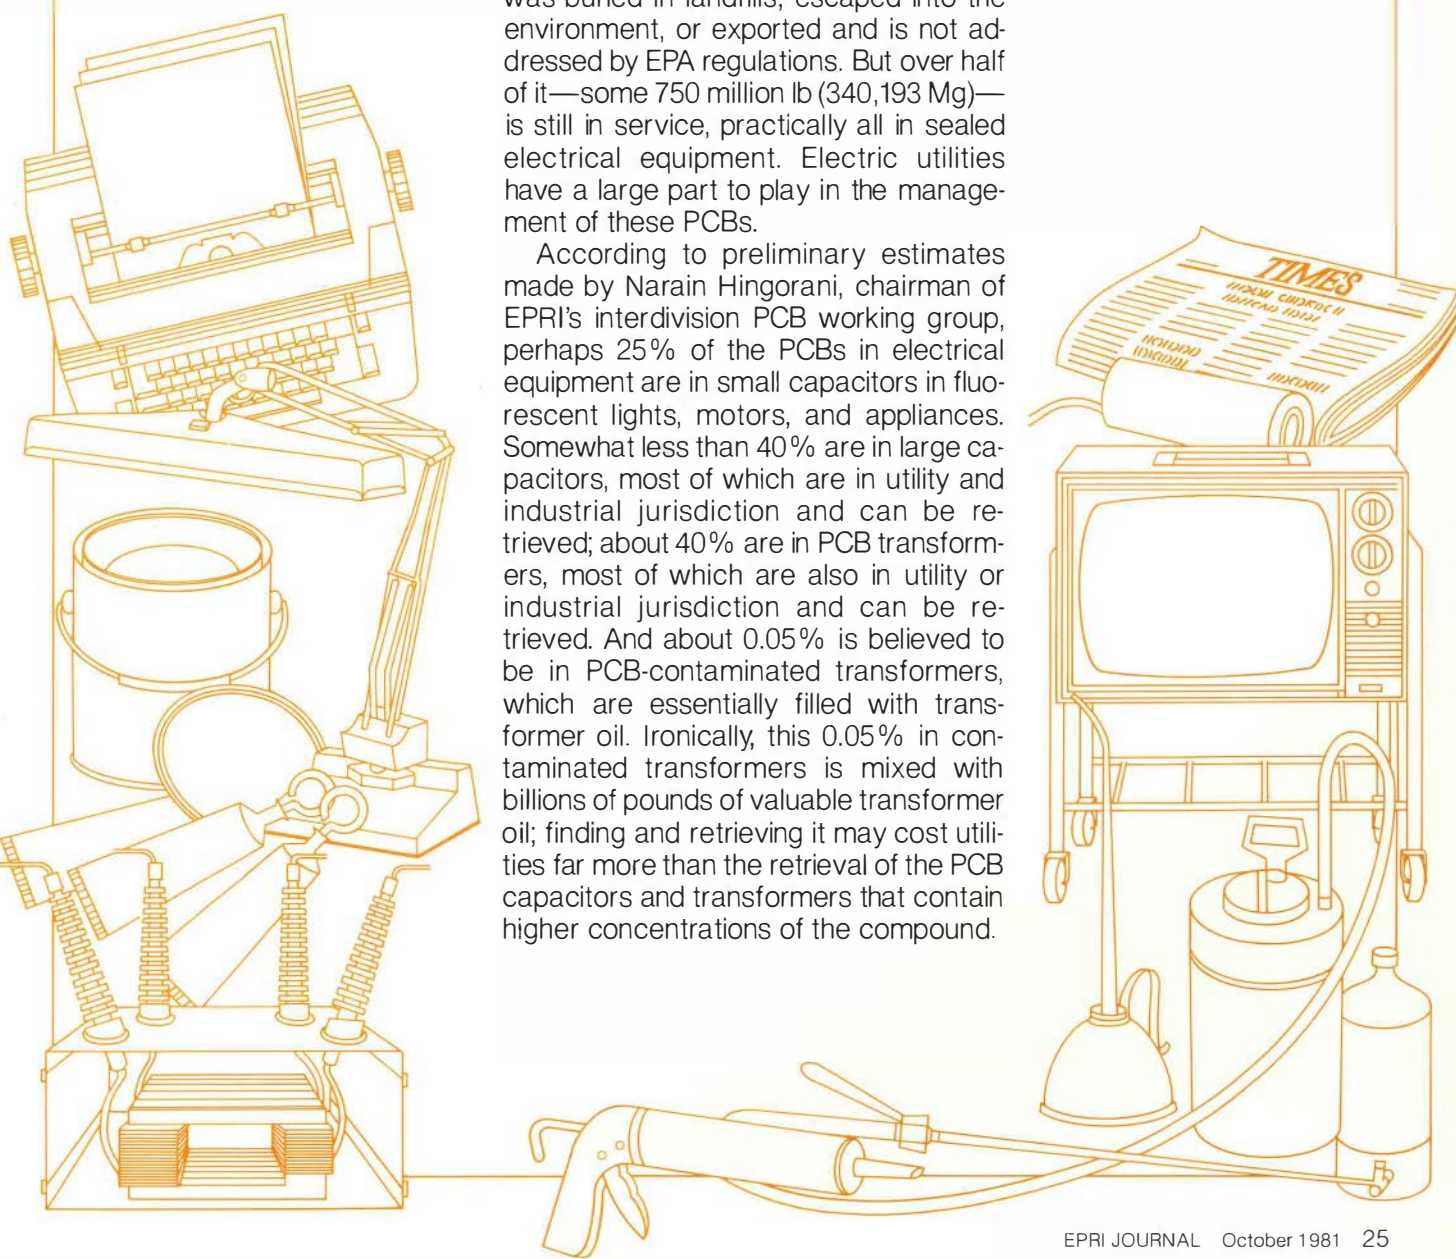 was buried in landfills, escaped into the
environment, or exported and is not ad-
dressed by EPA regulations. But over half
of it—some 750 million lb (340,193 Mg)—
is still in service, practically all in sealed
electrical equipment. Electric utilities
have a large part to play in the manage-
ment of these PCBs.
According to preliminary estimates
made by Narain Hingorani, chairman of
EPRI's interdivision PCB working group,
perhaps 25% of the PCBs in electrical
equipment are in small capacitors in fluo-
rescent lights, motors, and appliances.
Somewhat less than 40% are in large ca-
pacitors, most of which are in utility and
industrial jurisdiction and can be re-
trieved; about 40% are in PCB transform-
ers, most of which are also in utility or
industrial jurisdiction and can be re-
trieved. And about 0.05% is believed to
be in PCB-contaminated transformers,
which are essentially filled with trans-
former oil. Ironically, this 0.05% in con-
taminated transformers is mixed with
billions of pounds of valuable transformer
oil; finding and retrieving it may cost utili-
ties far more than the retrieval of the PCB
capacitors and transformers that contain
higher concentrations of the compound.
TIMES
EPRI JOURNAL October 1981 25